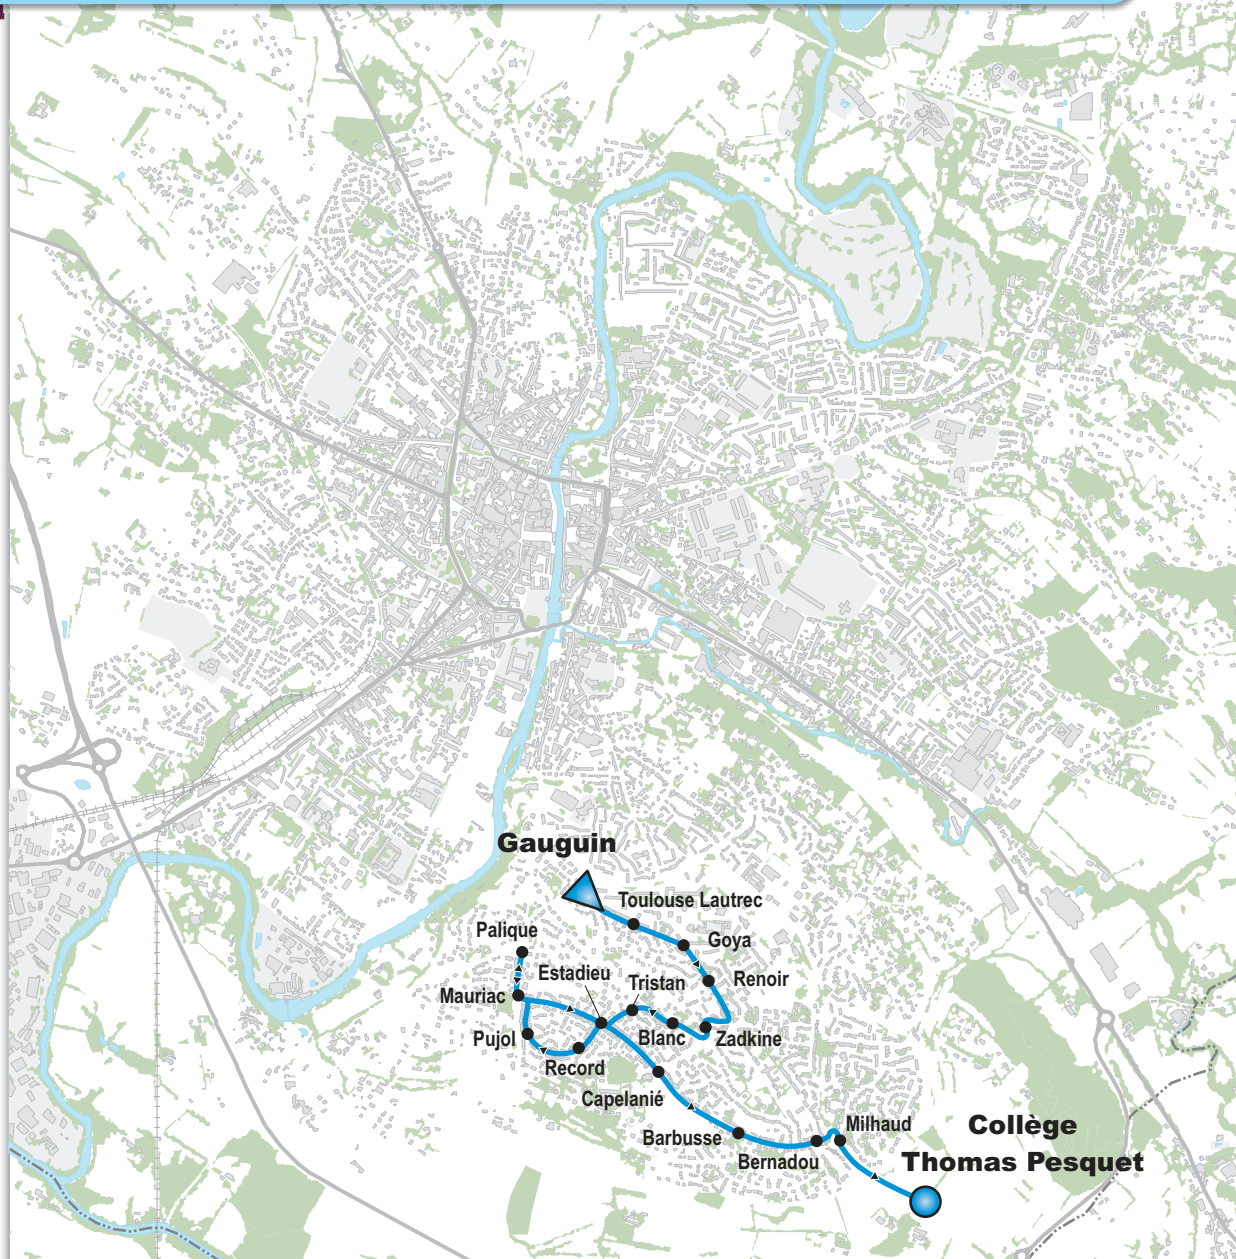 Gauguin
Toulouse Lautrec
Palique
Goya
Estadieu
Tristan
Renoir
Mauriac
Pujol
Blanc
Zadkine
Record
Capelanié
Barbusse
Milhaud
Bernadou
Collège
Thomas Pesquet